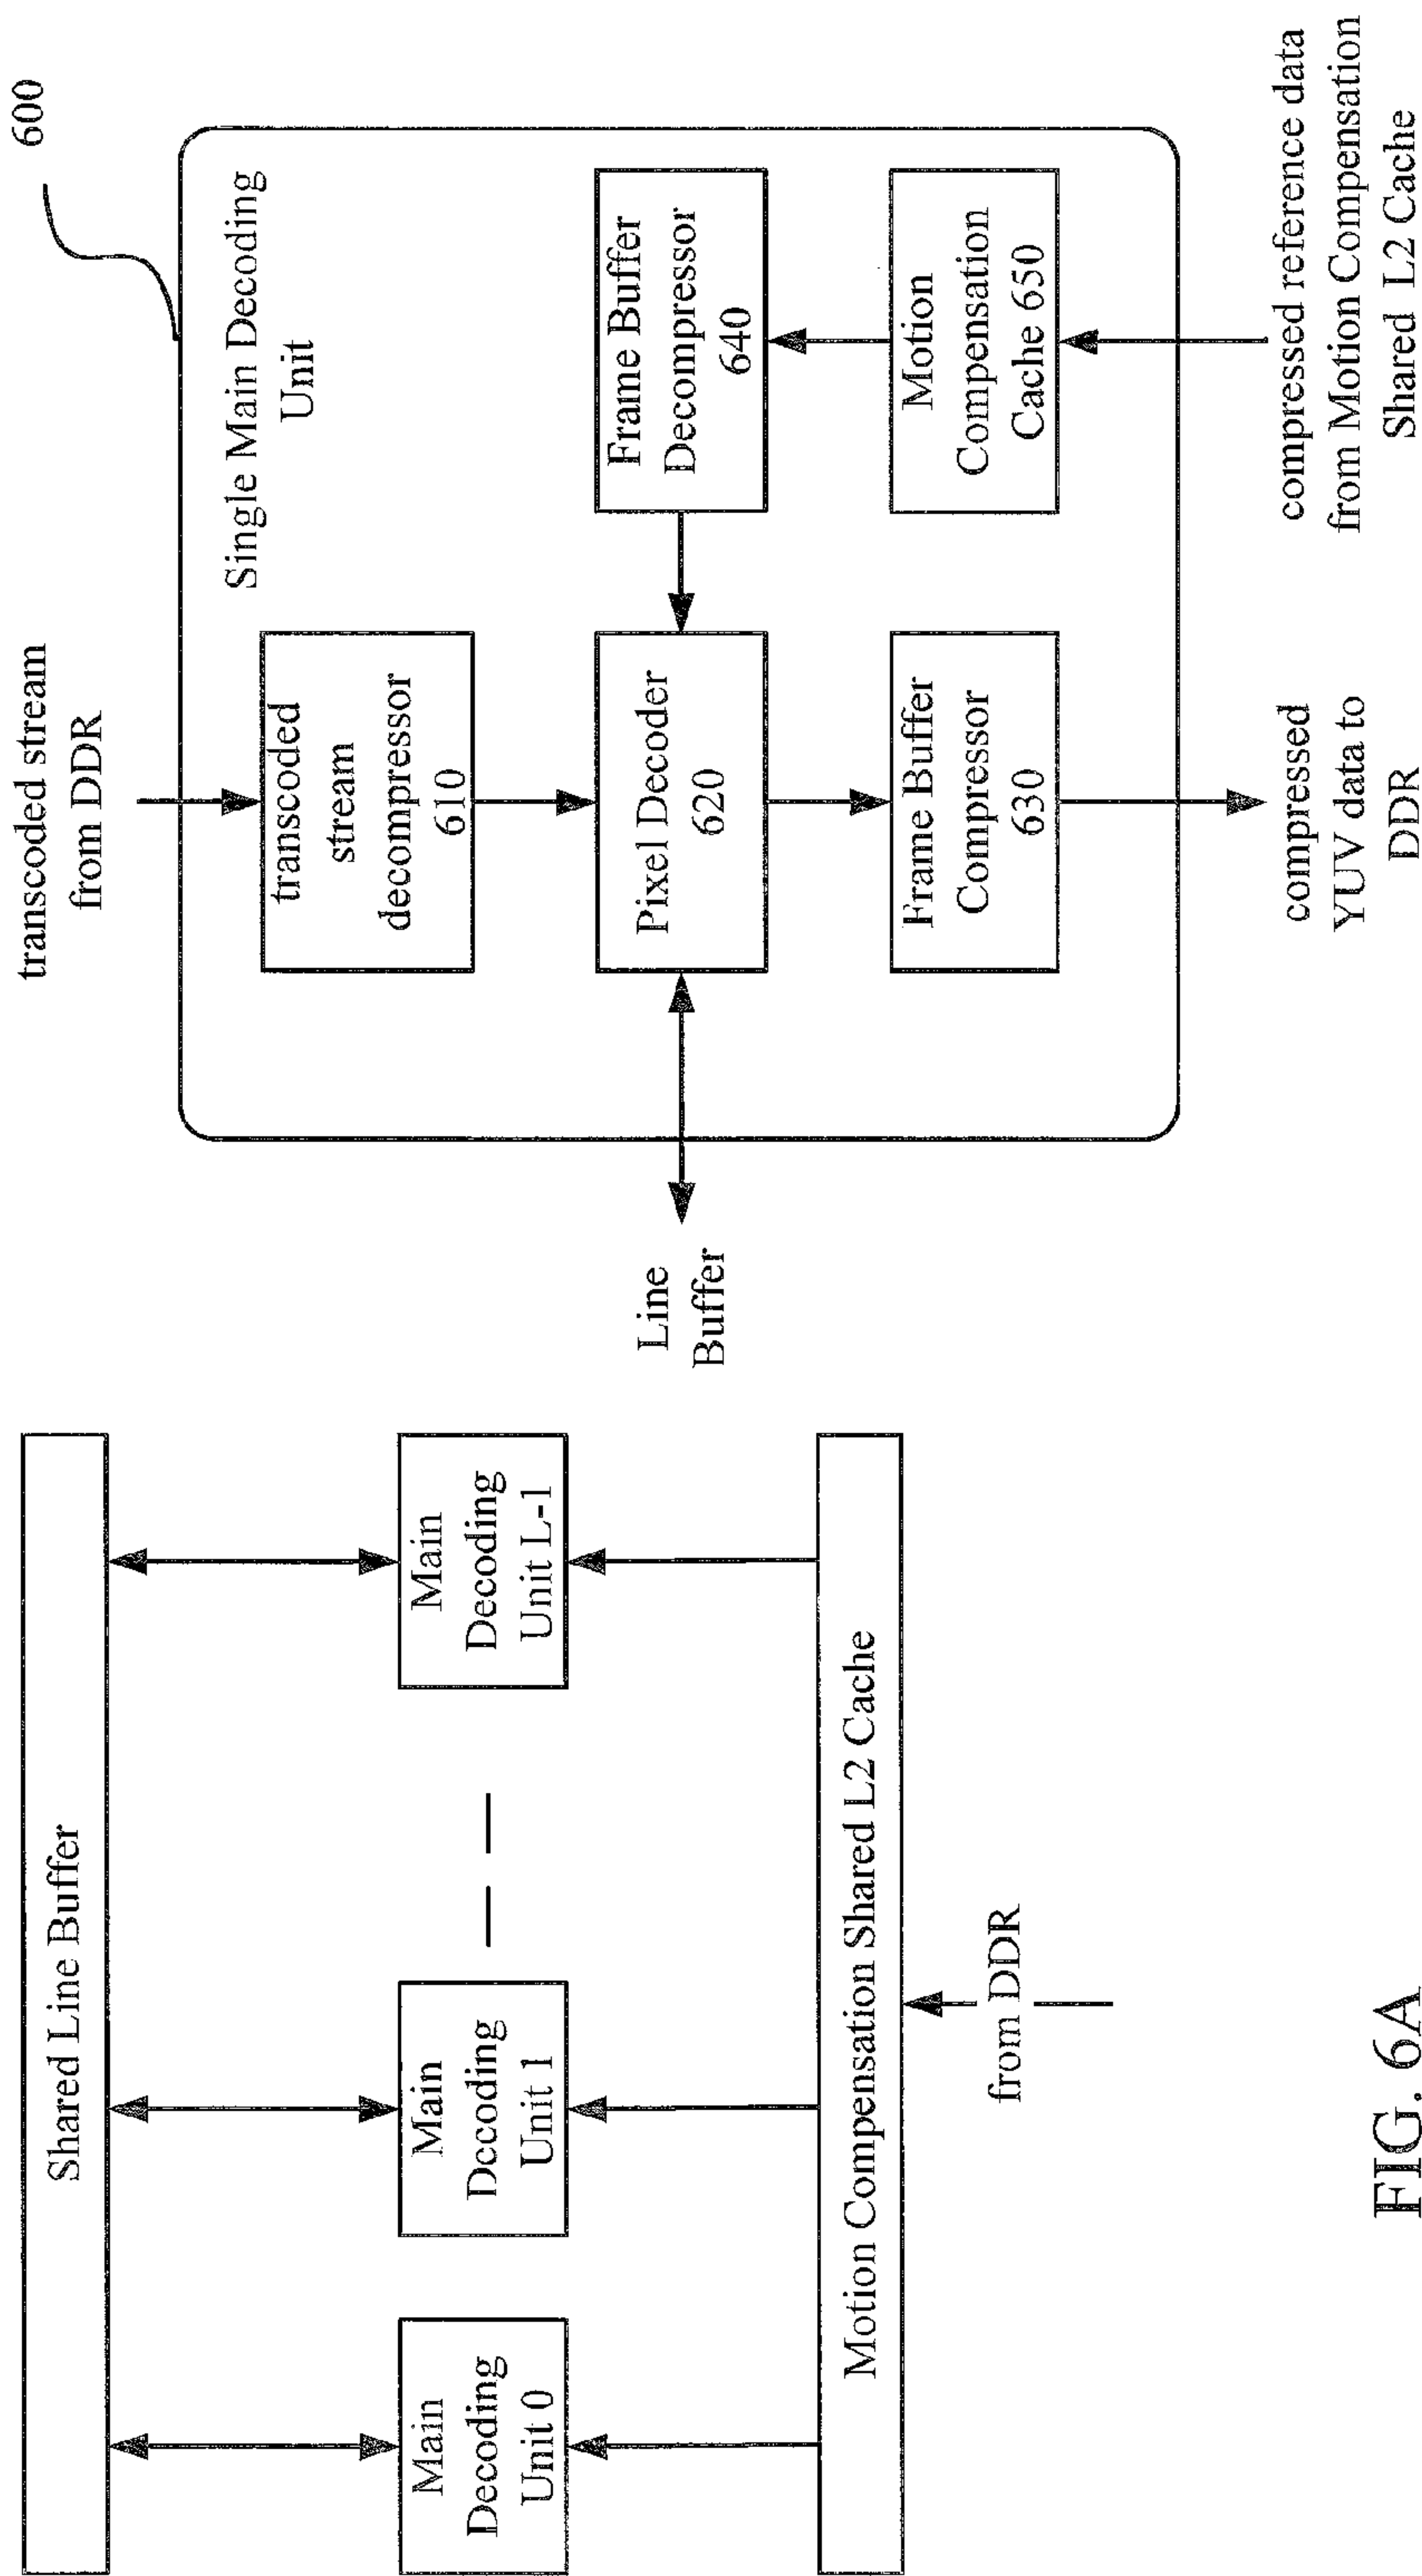 Shared Line Buffer
Main
Decoding
Unit 0
Main
Dccoding
Unit 1
Main
Decoding
Unit L-1
Motion Compensation Shared L2 Cache
from DDR
FIG. 6A
600
transcoded stream
from DDR
Single Main Decoding
Unit
transcoded
stream
decompressor
610
Line
Buffer
Pixel Decoder
620
Frame Buffer
Decompressor
640
Frame Buffer
Compressor
630
Motion
Compensation
Cache 650
compressed
YUV data to
DDR
compressed reference data
from Motion Compensation
Shared L2 Cache